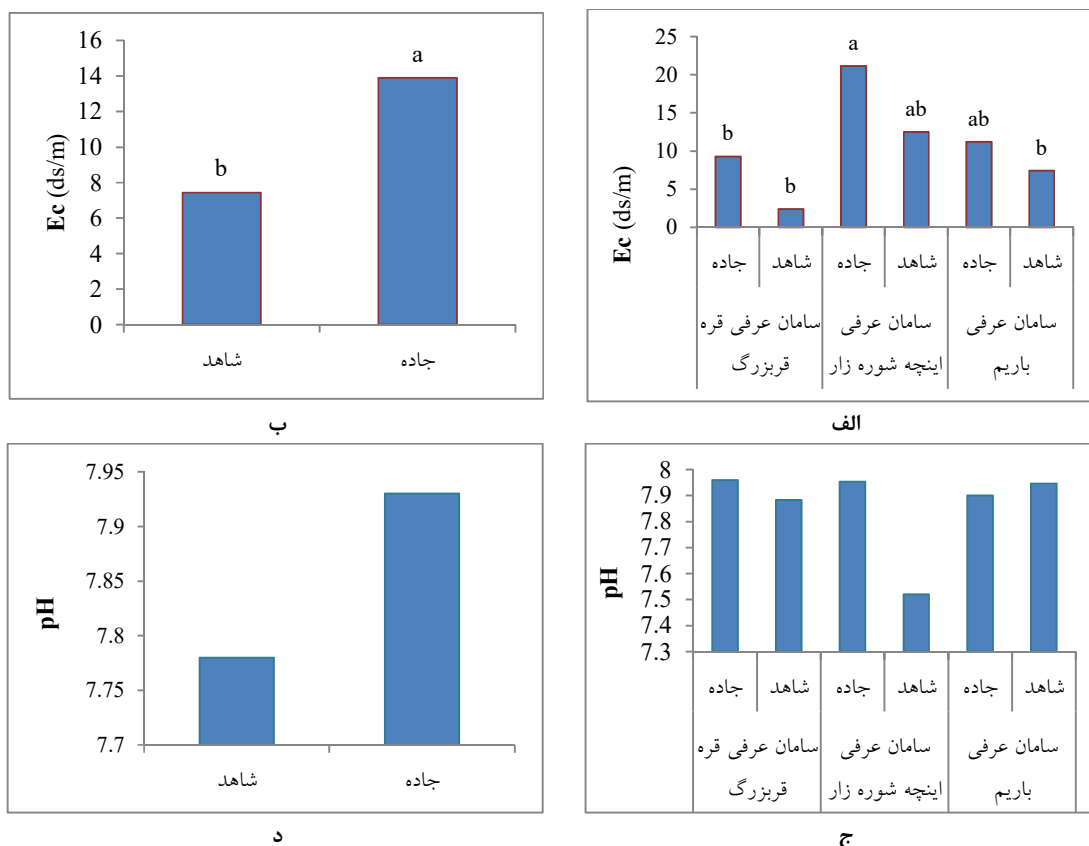 25
20
15
10
5
0
Ec (ds/m)
b
b
a
ab
ab
b
جاده
شاهد
جاده
شاهد
جاده
شاهد
سامان عرفی قره
قربزرگ
سامان عرفی
اینچه شوره زار
سامان عرفی
باریم
الف
16
14
12
10
8
6
4
2
0
Ec (ds/m)
b
a
شاهد
جاده
ب
8
7.9
7.8
7.7
7.6
7.5
7.4
7.3
pH
جاده
شاهد
جاده
شاهد
جاده
شاهد
سامان عرفی قره
قربزرگ
سامان عرفی
اینچه شوره زار
سامان عرفی
باریم
ج
7.95
7.9
7.85
7.8
7.75
7.7
pH
شاهد
جاده
د